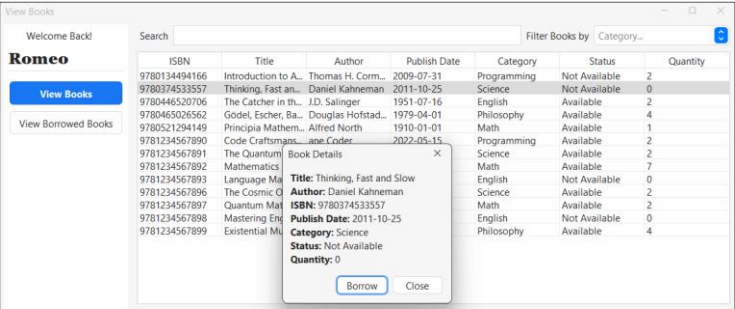 View Books
Welcome Back!
Romeo
View Books
View Borrowed Books
Search
Filter Books by Category...
ISBN Title Author Publish Date Category Status Quantity
9780134494166 Introduction to A... Thomas H. Corm... 2009-07-31 Programming Not Available 2
9780374533557 Thinking, Fast an... Daniel Kahneman 2011-10-25 Science Not Available 0
9780446520706 The Catcher in th... J.D. Salinger 1951-07-16 English Available 2
9780465026562 Gödel, Escher, Ba... Douglas Hofstad... 1979-04-01 Philosophy Available 4
9780521294149 Principia Mathem... Alfred North 1910-01-01 Math Available 1
9781234567890 Code Craftsmans... ane Coder 2022-05-15 Programming Available 2
9781234567891 The Quantum Science Available 2
9781234567892 Mathematics Math Available 7
9781234567893 Language Ma English Not Available 0
9781234567896 The Cosmic O Science Available 2
9781234567897 Quantum Mat Math Available 2
9781234567898 Mastering Eng English Not Available 0
9781234567899 Existential Mu Philosophy Available 4
Book Details
Title: Thinking, Fast and Slow
Author: Daniel Kahneman
ISBN: 9780374533557
Publish Date: 2011-10-25
Category: Science
Status: Not Available
Quantity: 0
Borrow Close